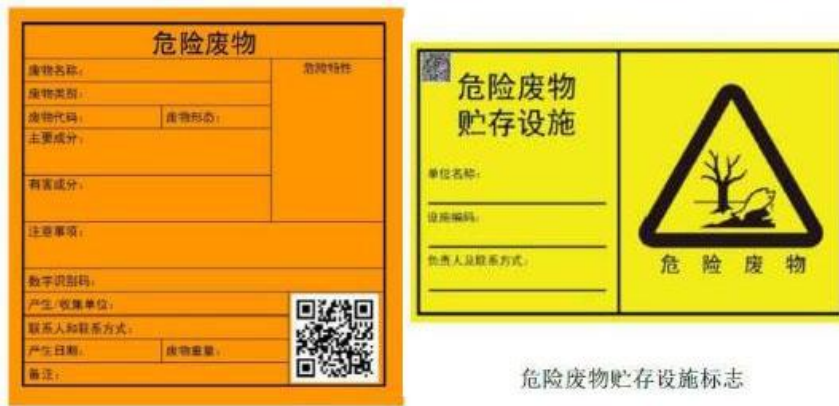 危险废物
废物名称：
危险特性
废物类别：
废物代码：
废物形态：
主要成分：
有害成分：
注意事项：
数字识别码：
产生/收集单位：
联系人和联系方式：
产生日期：
废物重量：
备注：
危险废物
贮存设施
单位名称：
设施编码：
负责人及联系方式：
危险废物
危险废物贮存设施标志